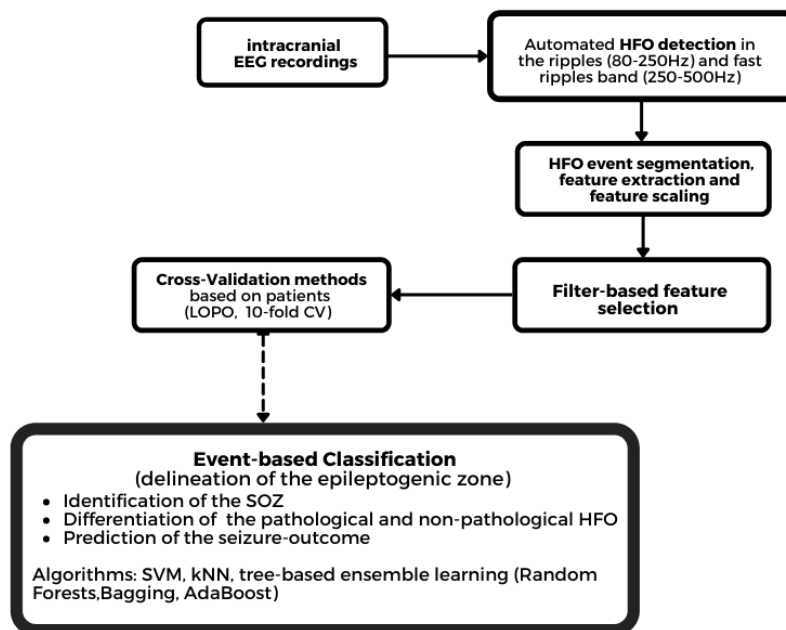 intracranial
EEG recordings
Automated HFO detection in
the ripples (80-250Hz) and fast
ripples band (250-500Hz)
HFO event segmentation,
feature extraction and
feature scaling
Filter-based feature
selection
Cross-Validation methods
based on patients
(LOPO, 10-fold CV)
Event-based Classification
(delineation of the epileptogenic zone)
• Identification of the SOZ
• Differentiation of the pathological and non-pathological HFO
• Prediction of the seizure-outcome
Algorithms: SVM, kNN, tree-based ensemble learning (Random
Forests,Bagging, AdaBoost)